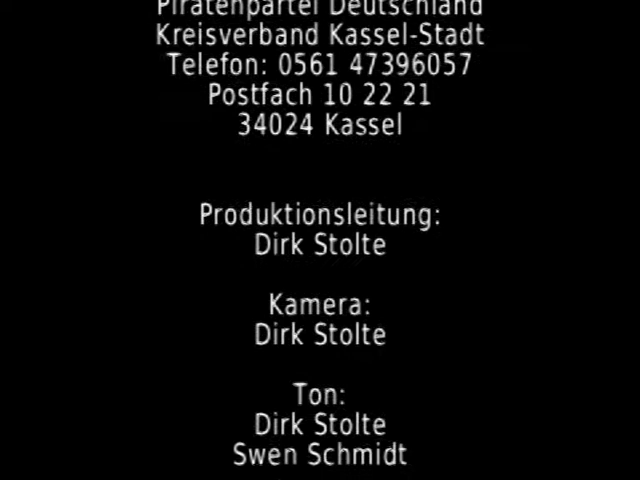 Piratenpartei Deutschland
Kreisverband Kassel-Stadt
Telefon: 0561 47396057
Postfach 10 22 21
34024 Kassel
Produktionsleitung:
Dirk Stolte
Kamera:
Dirk Stolte
Ton:
Dirk Stolte
Swen Schmidt